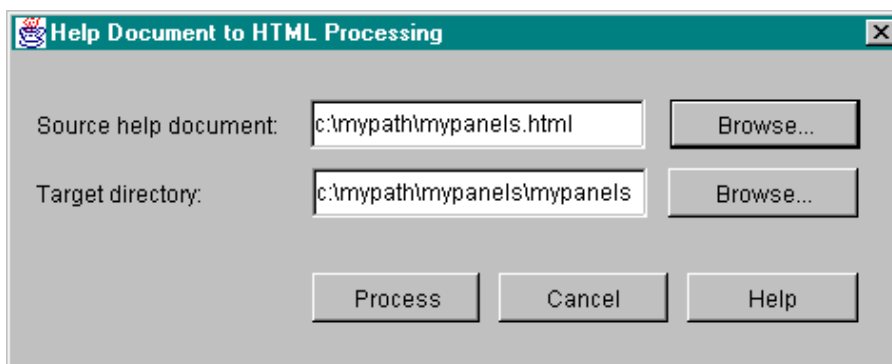 Help Document to HTML Processing
Source help document: c:\mypath\mypanels.html Browse...
Target directory: c:\mypath\mypanels\mypanels Browse...
Process Cancel Help